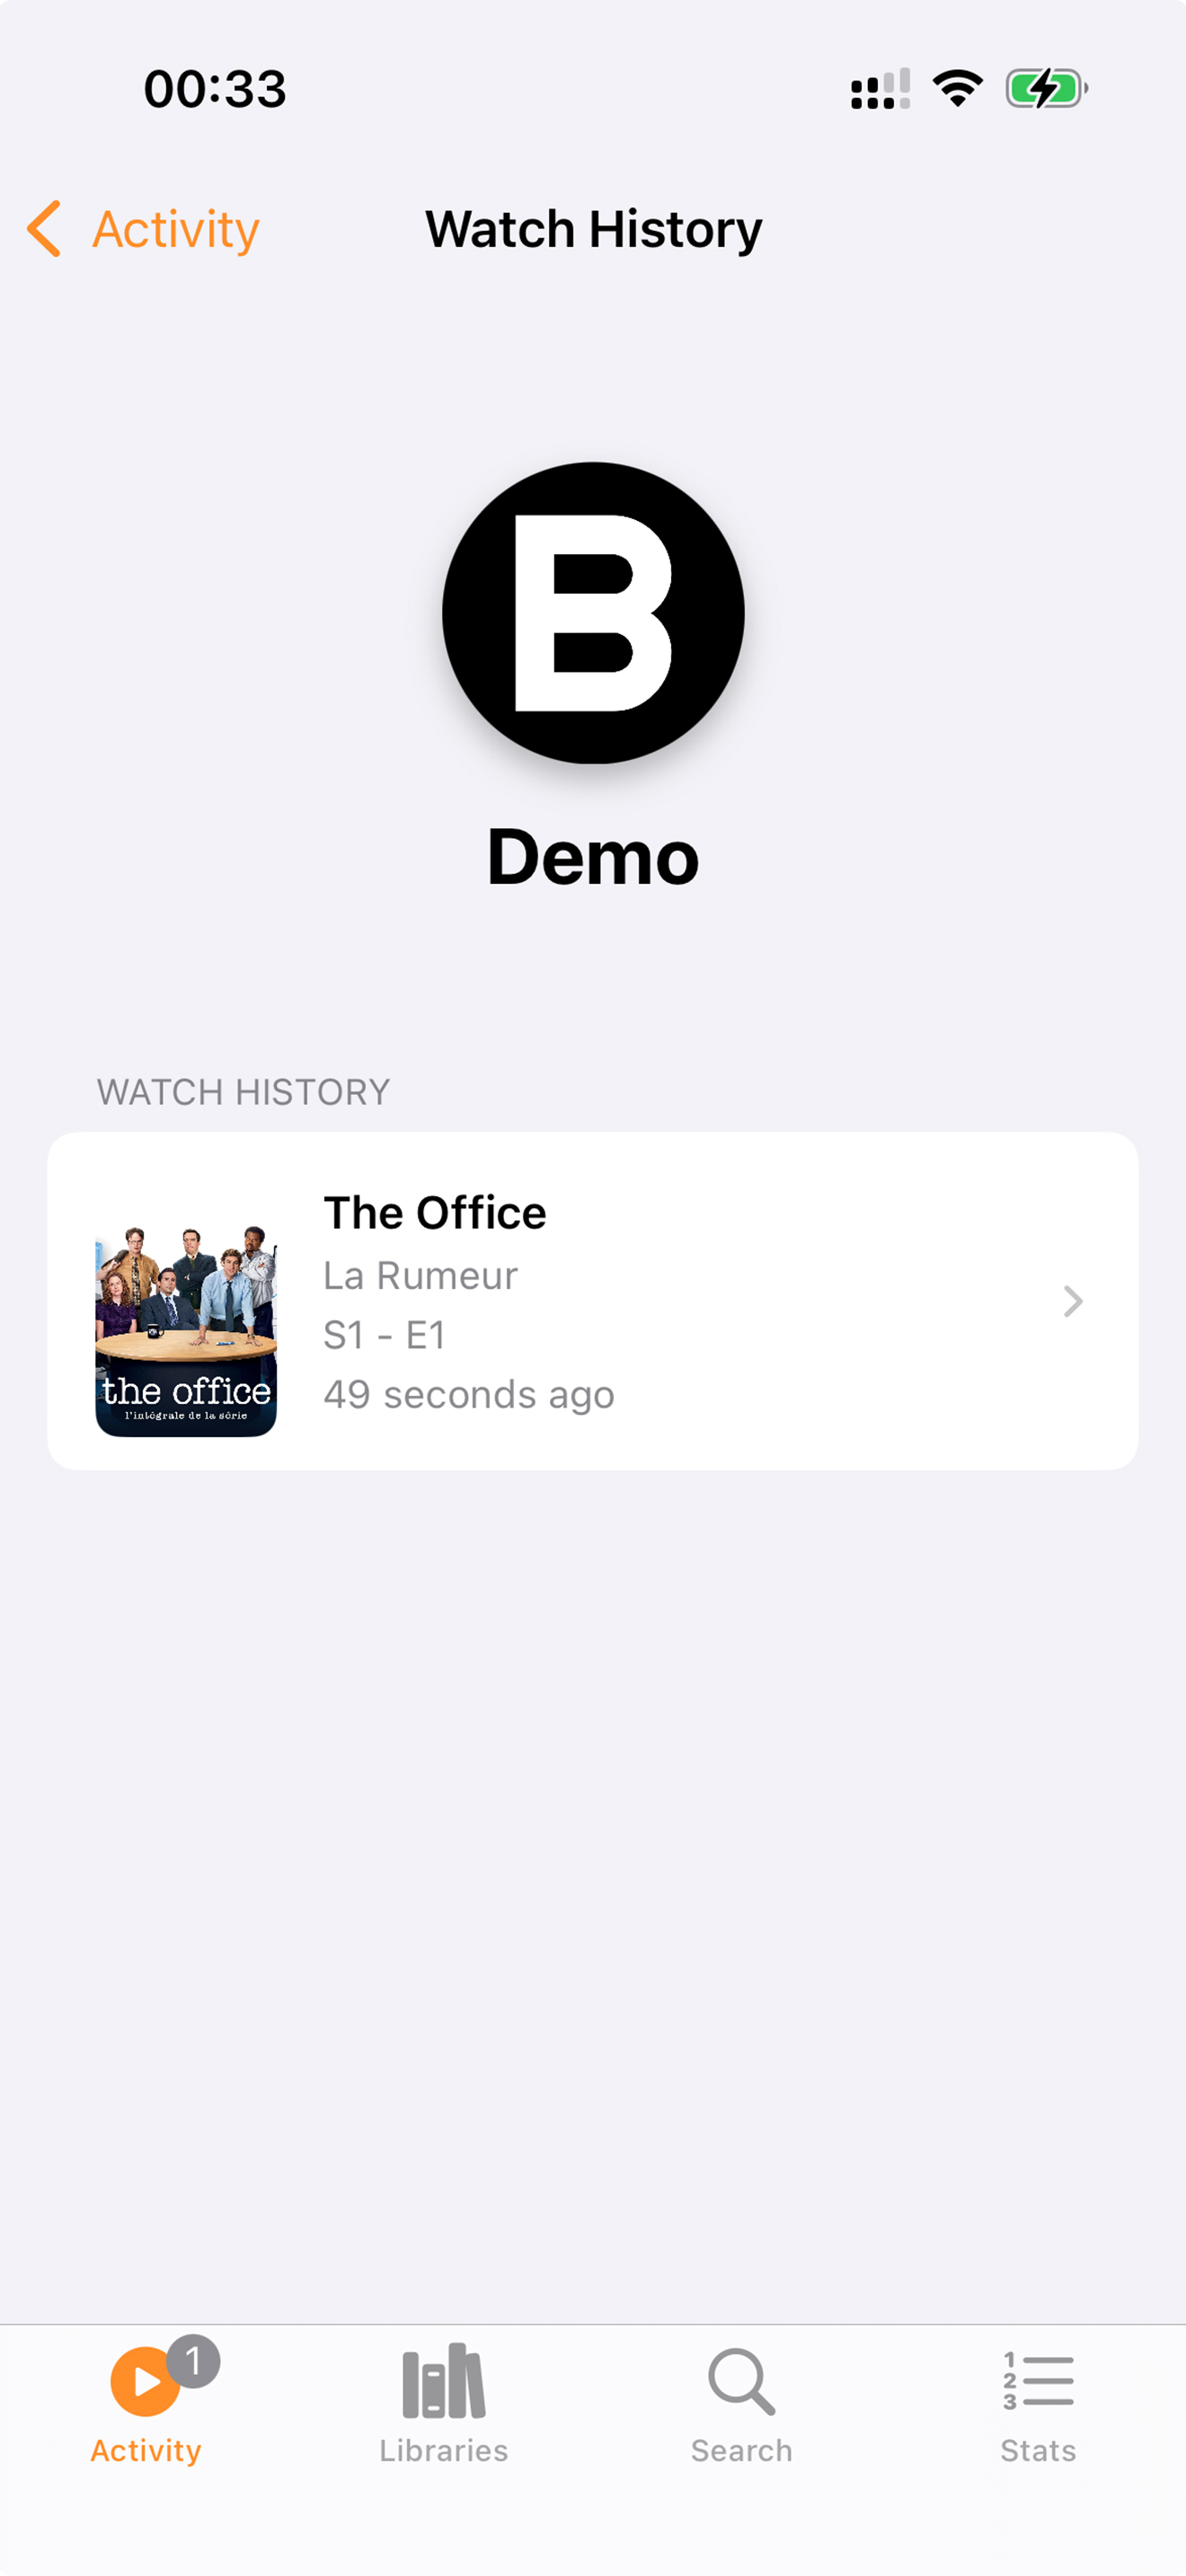 00:33
Activity
Watch History
B
Demo
WATCH HISTORY
The Office
La Rumeur
S1 - E1
49 seconds ago
the office
l'intégrale de la série
1
Activity
Libraries
Search
1
2
3
Stats